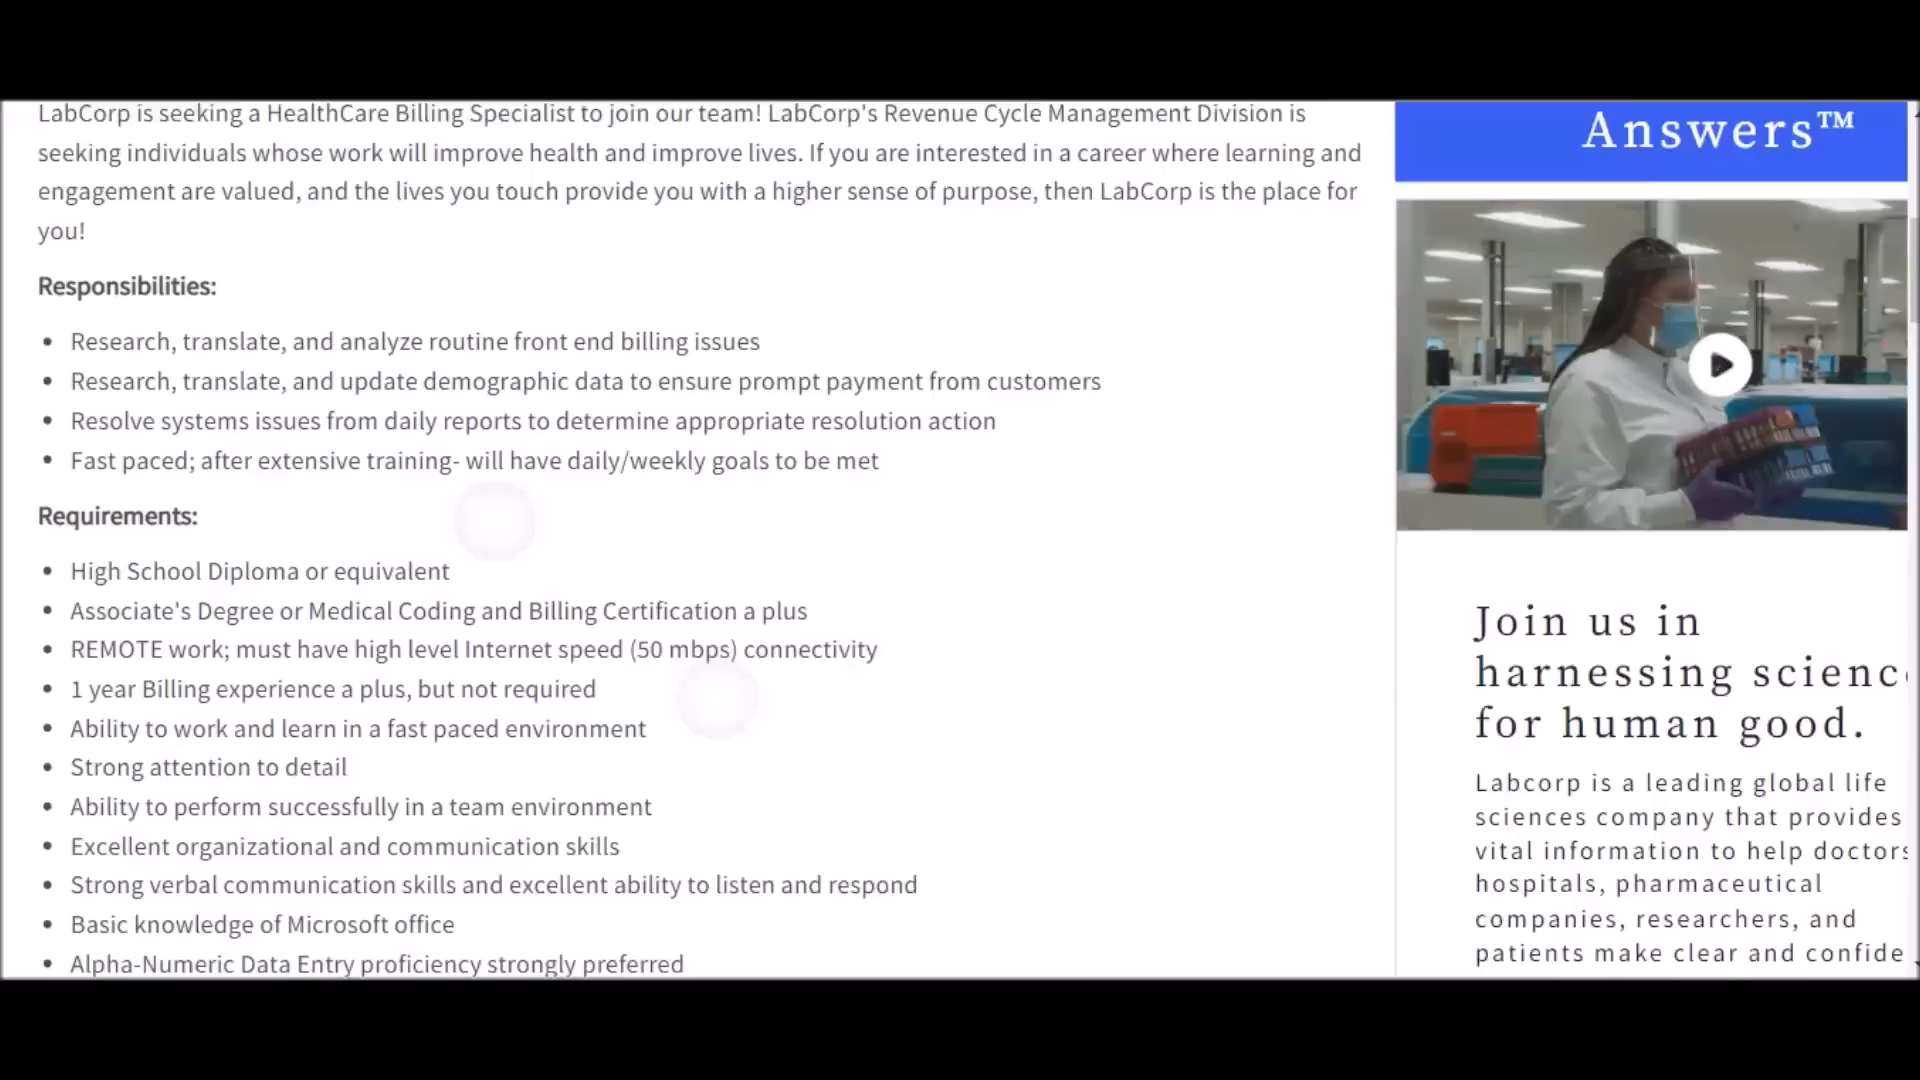 LabCorp is seeking a HealthCare Billing Specialist to join our team! LabCorp's Revenue Cycle Management Division is
seeking individuals whose work will improve health and improve lives. If you are interested in a career where learning and
engagement are valued, and the lives you touch provide you with a higher sense of purpose, then LabCorp is the place for
you!
Responsibilities:
• Research, translate, and analyze routine front end billing issues
• Research, translate, and update demographic data to ensure prompt payment from customers
• Resolve systems issues from daily reports to determine appropriate resolution action
• Fast paced; after extensive training- will have daily/weekly goals to be met
Requirements:
• High School Diploma or equivalent
• Associate's Degree or Medical Coding and Billing Certification a plus
• REMOTE work; must have high level Internet speed (50 mbps) connectivity
• 1 year Billing experience a plus, but not required
• Ability to work and learn in a fast paced environment
• Strong attention to detail
• Ability to perform successfully in a team environment
• Excellent organizational and communication skills
• Strong verbal communication skills and excellent ability to listen and respond
• Basic knowledge of Microsoft office
• Alpha-Numeric Data Entry proficiency strongly preferred
Answers™
Join us in
harnessing scienc
for human good.
Labcorp is a leading global life
sciences company that provides
vital information to help doctors
hospitals, pharmaceutical
companies, researchers, and
patients make clear and confide